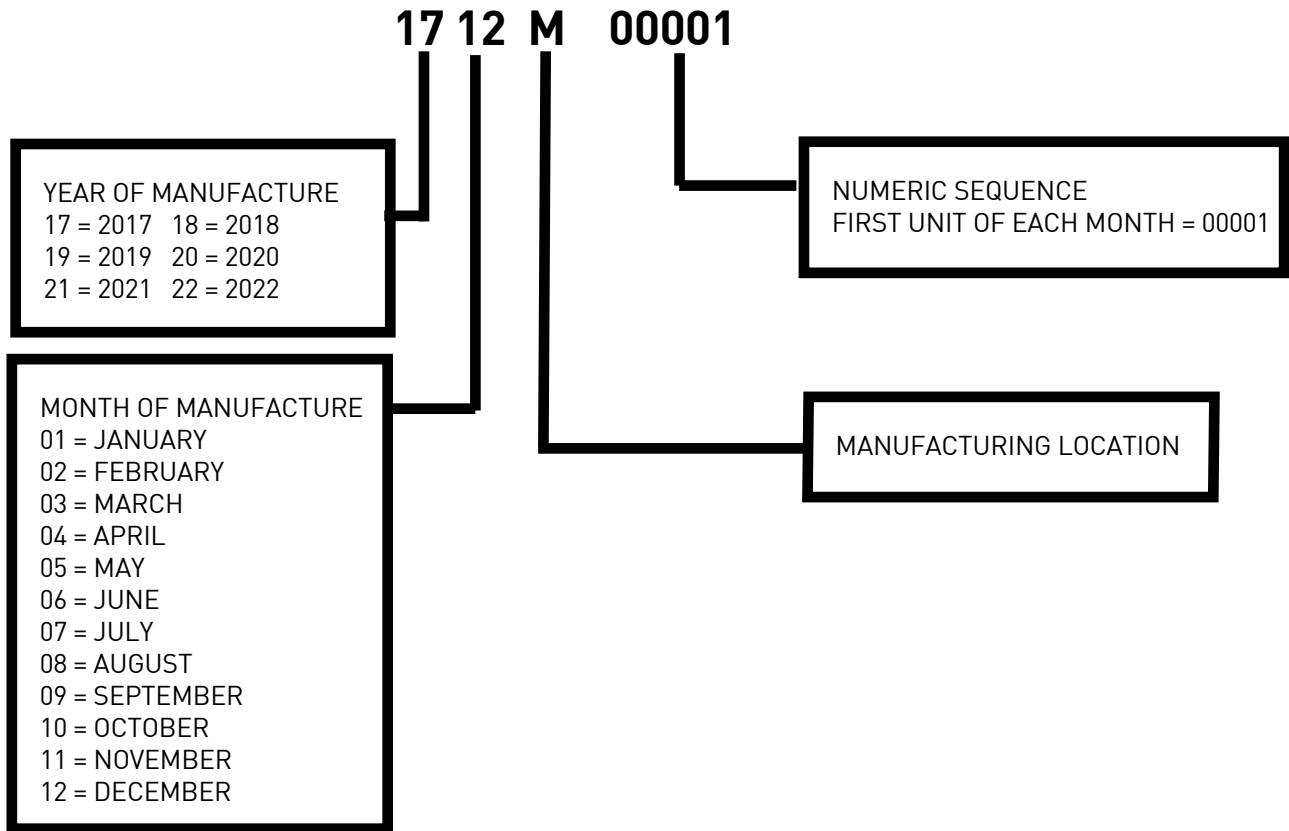 17 12 M 00001
YEAR OF MANUFACTURE
17 = 2017 18 = 2018
19 = 2019 20 = 2020
21 = 2021 22 = 2022
NUMERIC SEQUENCE
FIRST UNIT OF EACH MONTH = 00001
MONTH OF MANUFACTURE
01 = JANUARY
02 = FEBRUARY
03 = MARCH
04 = APRIL
05 = MAY
06 = JUNE
07 = JULY
08 = AUGUST
09 = SEPTEMBER
10 = OCTOBER
11 = NOVEMBER
12 = DECEMBER
MANUFACTURING LOCATION